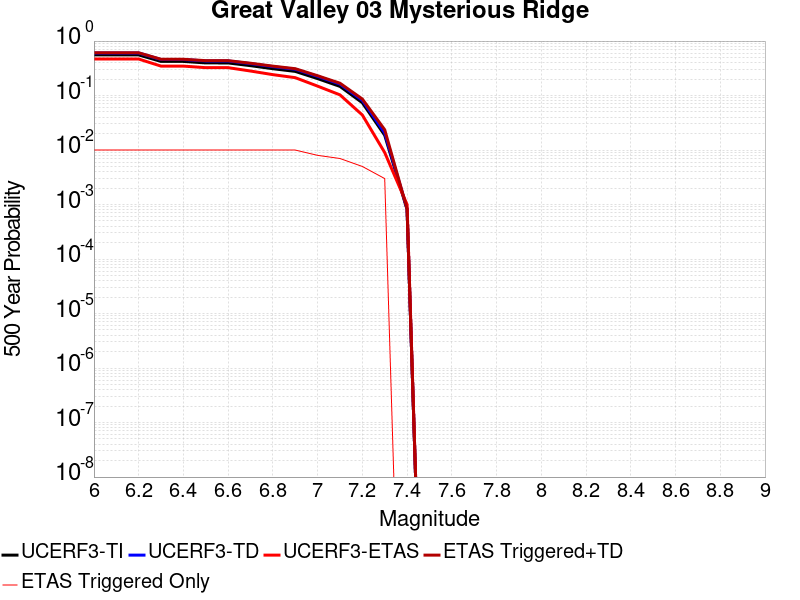 Great Valley 03 Mysterious Ridge
10^0
10^-1
10^-2
10^-3
10^-4
10^-5
10^-6
10^-7
10^-8
500 Year Probability
6 6.2 6.4 6.6 6.8 7 7.2 7.4 7.6 7.8 8 8.2 8.4 8.6 8.8 9
Magnitude
UCERF3-TI UCERF3-TD UCERF3-ETAS ETAS Triggered+TD
ETAS Triggered Only